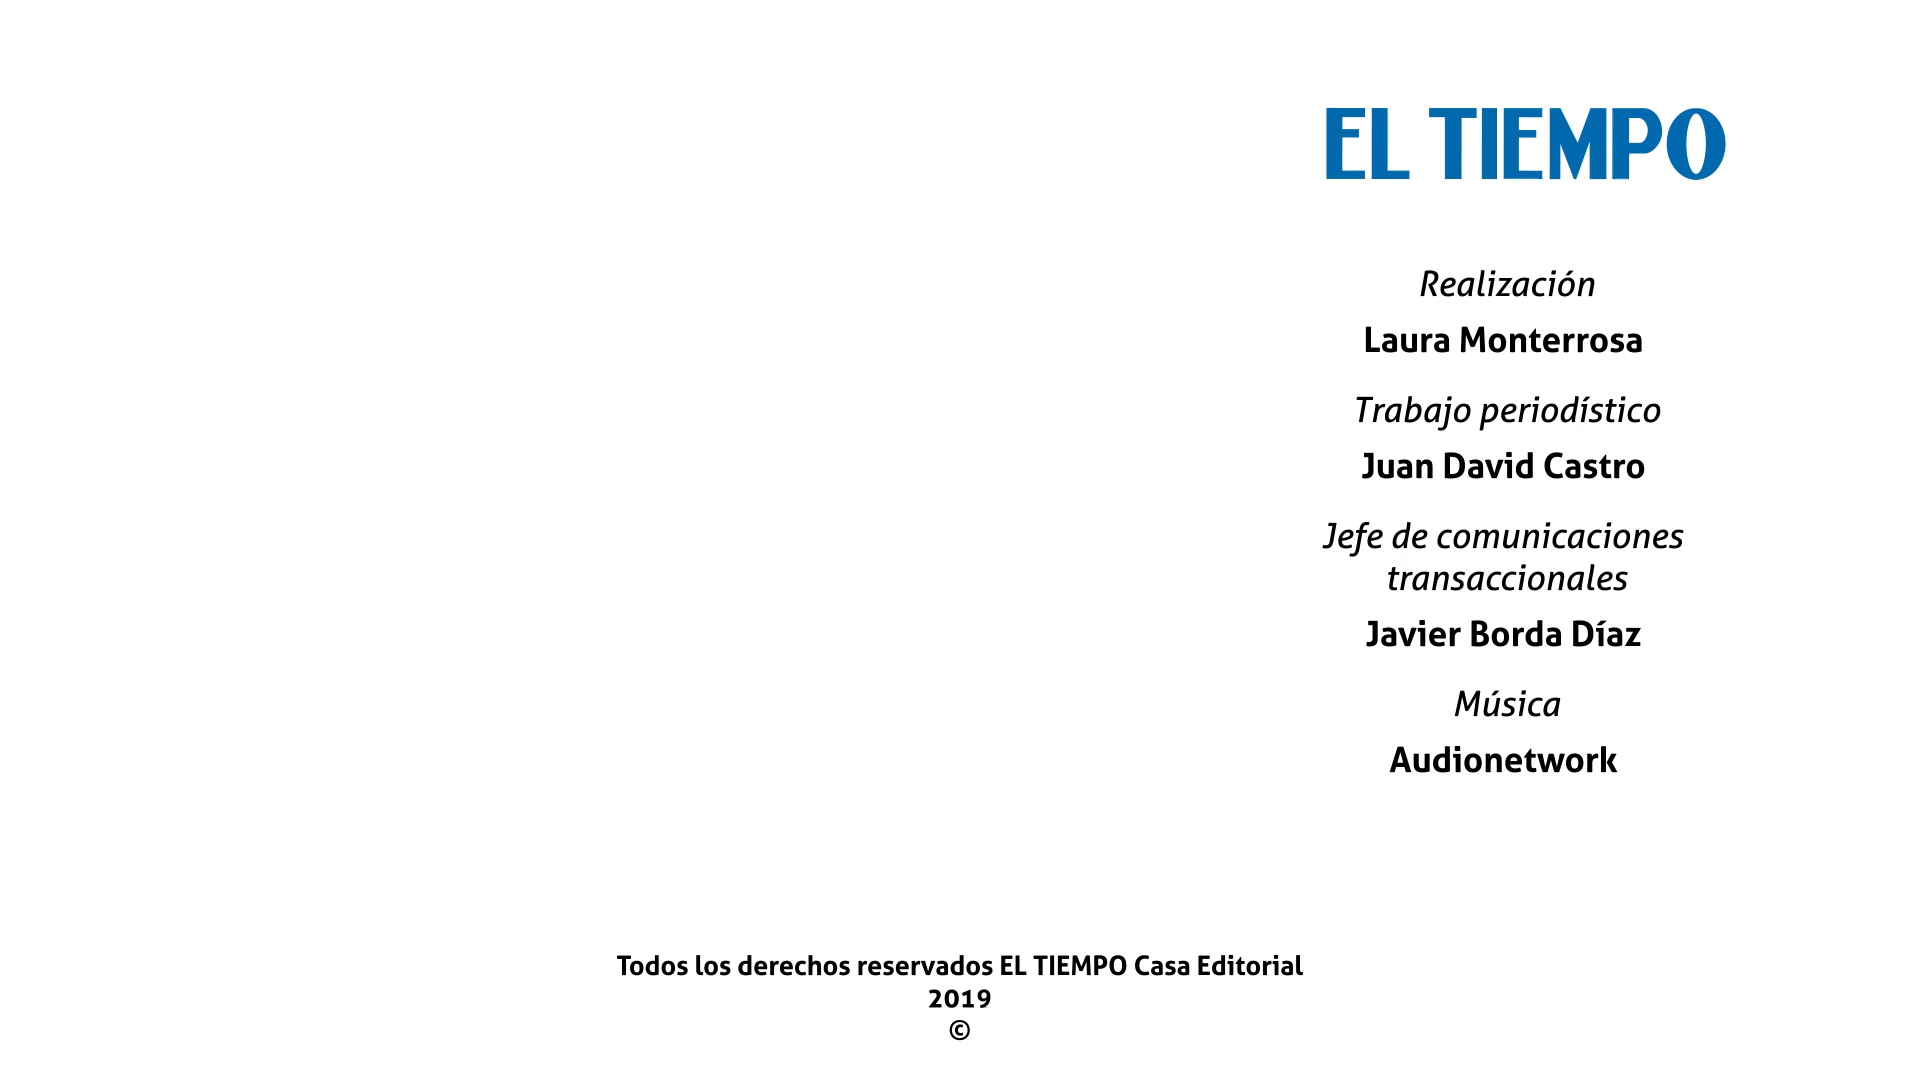 EL TIEMPO
Realización
Laura Monterrosa
Trabajo periodístico
Juan David Castro
Jefe de comunicaciones
transaccionales
Javier Borda Díaz
Música
Audionetwork
Todos los derechos reservados EL TIEMPO Casa Editorial
2019
©